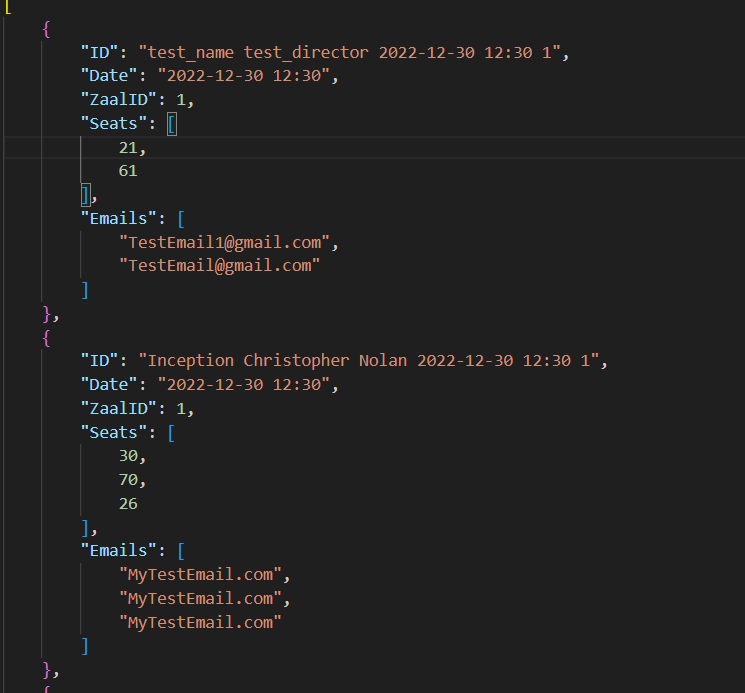 [
{
"ID": "test_name test_director 2022-12-30 12:30 1",
"Date": "2022-12-30 12:30",
"ZaalID": 1,
"Seats": [
21,
61
],
"Emails": [
"TestEmail1@gmail.com",
"TestEmail@gmail.com"
]
},
{
"ID": "Inception Christopher Nolan 2022-12-30 12:30 1",
"Date": "2022-12-30 12:30",
"ZaalID": 1,
"Seats": [
30,
70,
26
],
"Emails": [
"MyTestEmail.com",
"MyTestEmail.com",
"MyTestEmail.com"
]
},
{